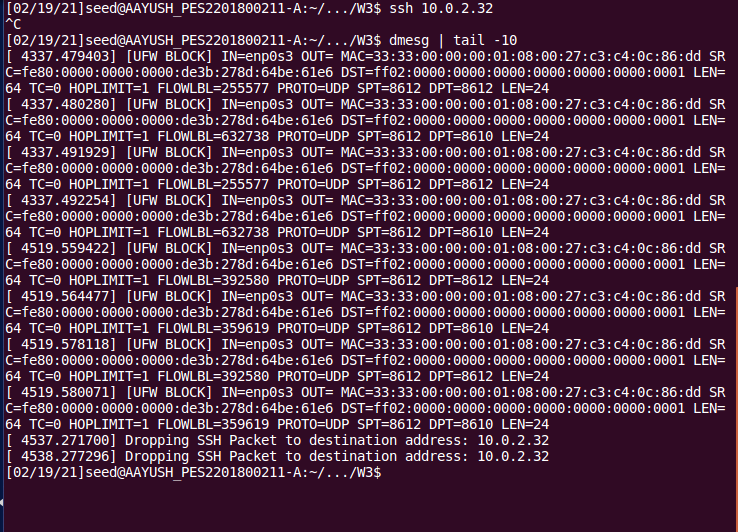 [02/19/21]seed@AAYUSH_PES2201800211-A:~/.../W3$ ssh 10.0.2.32
^C
[02/19/21]seed@AAYUSH_PES2201800211-A:~/.../W3$ dmesg | tail -10
[ 4337.479403] [UFW BLOCK] IN=enp0s3 OUT= MAC=33:33:00:00:00:01:08:00:27:c3:c4:0c:86:dd SR
C=fe80:0000:0000:0000:de3b:278d:64be:61e6 DST=ff02:0000:0000:0000:0000:0000:0000:0001 LEN=
64 TC=0 HOPLIMIT=1 FLOWLBL=255577 PROTO=UDP SPT=8612 DPT=8612 LEN=24
[ 4337.480280] [UFW BLOCK] IN=enp0s3 OUT= MAC=33:33:00:00:00:01:08:00:27:c3:c4:0c:86:dd SR
C=fe80:0000:0000:0000:de3b:278d:64be:61e6 DST=ff02:0000:0000:0000:0000:0000:0000:0001 LEN=
64 TC=0 HOPLIMIT=1 FLOWLBL=632738 PROTO=UDP SPT=8612 DPT=8610 LEN=24
[ 4337.491929] [UFW BLOCK] IN=enp0s3 OUT= MAC=33:33:00:00:00:01:08:00:27:c3:c4:0c:86:dd SR
C=fe80:0000:0000:0000:de3b:278d:64be:61e6 DST=ff02:0000:0000:0000:0000:0000:0000:0001 LEN=
64 TC=0 HOPLIMIT=1 FLOWLBL=255577 PROTO=UDP SPT=8612 DPT=8612 LEN=24
[ 4337.492254] [UFW BLOCK] IN=enp0s3 OUT= MAC=33:33:00:00:00:01:08:00:27:c3:c4:0c:86:dd SR
C=fe80:0000:0000:0000:de3b:278d:64be:61e6 DST=ff02:0000:0000:0000:0000:0000:0000:0001 LEN=
64 TC=0 HOPLIMIT=1 FLOWLBL=632738 PROTO=UDP SPT=8612 DPT=8610 LEN=24
[ 4519.559422] [UFW BLOCK] IN=enp0s3 OUT= MAC=33:33:00:00:00:01:08:00:27:c3:c4:0c:86:dd SR
C=fe80:0000:0000:0000:de3b:278d:64be:61e6 DST=ff02:0000:0000:0000:0000:0000:0000:0001 LEN=
64 TC=0 HOPLIMIT=1 FLOWLBL=392580 PROTO=UDP SPT=8612 DPT=8612 LEN=24
[ 4519.564477] [UFW BLOCK] IN=enp0s3 OUT= MAC=33:33:00:00:00:01:08:00:27:c3:c4:0c:86:dd SR
C=fe80:0000:0000:0000:de3b:278d:64be:61e6 DST=ff02:0000:0000:0000:0000:0000:0000:0001 LEN=
64 TC=0 HOPLIMIT=1 FLOWLBL=359619 PROTO=UDP SPT=8612 DPT=8610 LEN=24
[ 4519.578118] [UFW BLOCK] IN=enp0s3 OUT= MAC=33:33:00:00:00:01:08:00:27:c3:c4:0c:86:dd SR
C=fe80:0000:0000:0000:de3b:278d:64be:61e6 DST=ff02:0000:0000:0000:0000:0000:0000:0001 LEN=
64 TC=0 HOPLIMIT=1 FLOWLBL=392580 PROTO=UDP SPT=8612 DPT=8612 LEN=24
[ 4519.580071] [UFW BLOCK] IN=enp0s3 OUT= MAC=33:33:00:00:00:01:08:00:27:c3:c4:0c:86:dd SR
C=fe80:0000:0000:0000:de3b:278d:64be:61e6 DST=ff02:0000:0000:0000:0000:0000:0000:0001 LEN=
64 TC=0 HOPLIMIT=1 FLOWLBL=359619 PROTO=UDP SPT=8612 DPT=8610 LEN=24
[ 4537.271700] Dropping SSH Packet to destination address: 10.0.2.32
[ 4538.277296] Dropping SSH Packet to destination address: 10.0.2.32
[02/19/21]seed@AAYUSH_PES2201800211-A:~/.../W3$